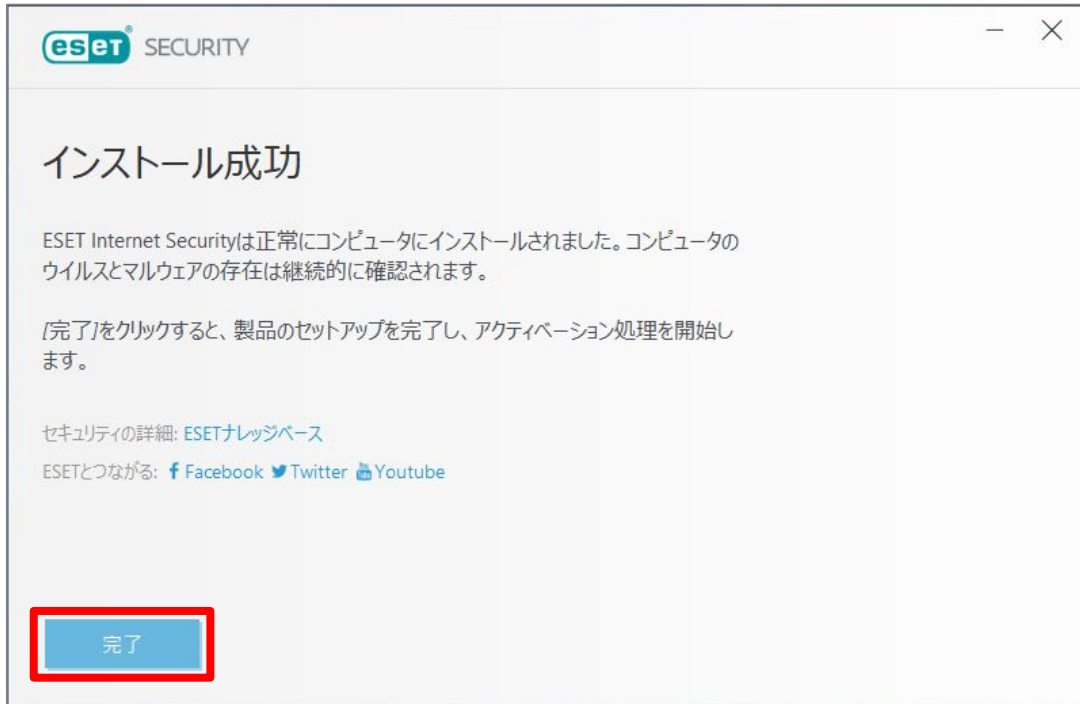 eset® SECURITY
インストール成功
ESET Internet Securityは正常にコンピュータにインストールされました。コンピュータの
ウイルスとマルウェアの存在は継続的に確認されます。
[完了]をクリックすると、製品のセットアップを完了し、アクティベーション処理を開始し
ます。
セキュリティの詳細: ESETナレッジベース
ESETとつながる: Facebook Twitter Youtube
完了